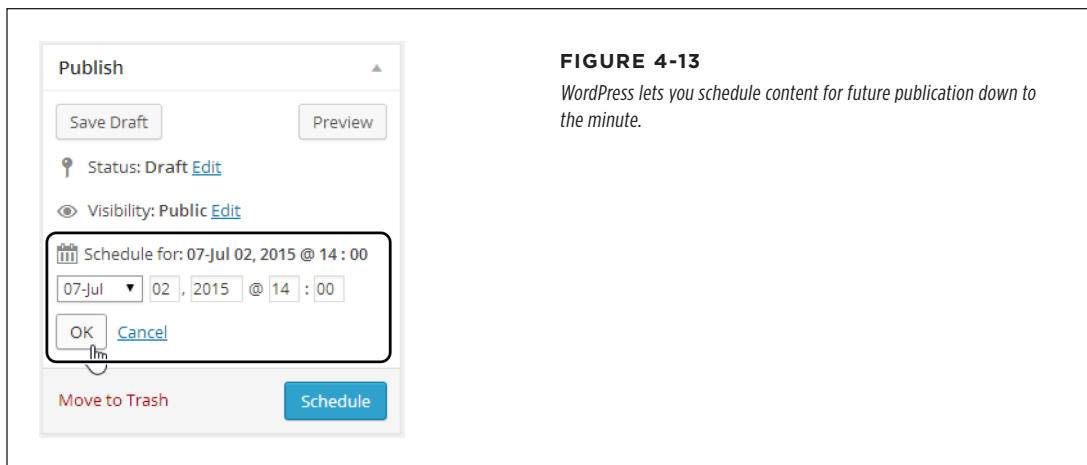 Publish
Save Draft Preview
Status: Draft Edit
Visibility: Public Edit
Schedule for: 07-Jul 02, 2015 @ 14 : 00
07-Jul 02 , 2015 @ 14 : 00
OK Cancel
Move to Trash Schedule
FIGURE 4-13
WordPress lets you schedule content for future publication down to
the minute.